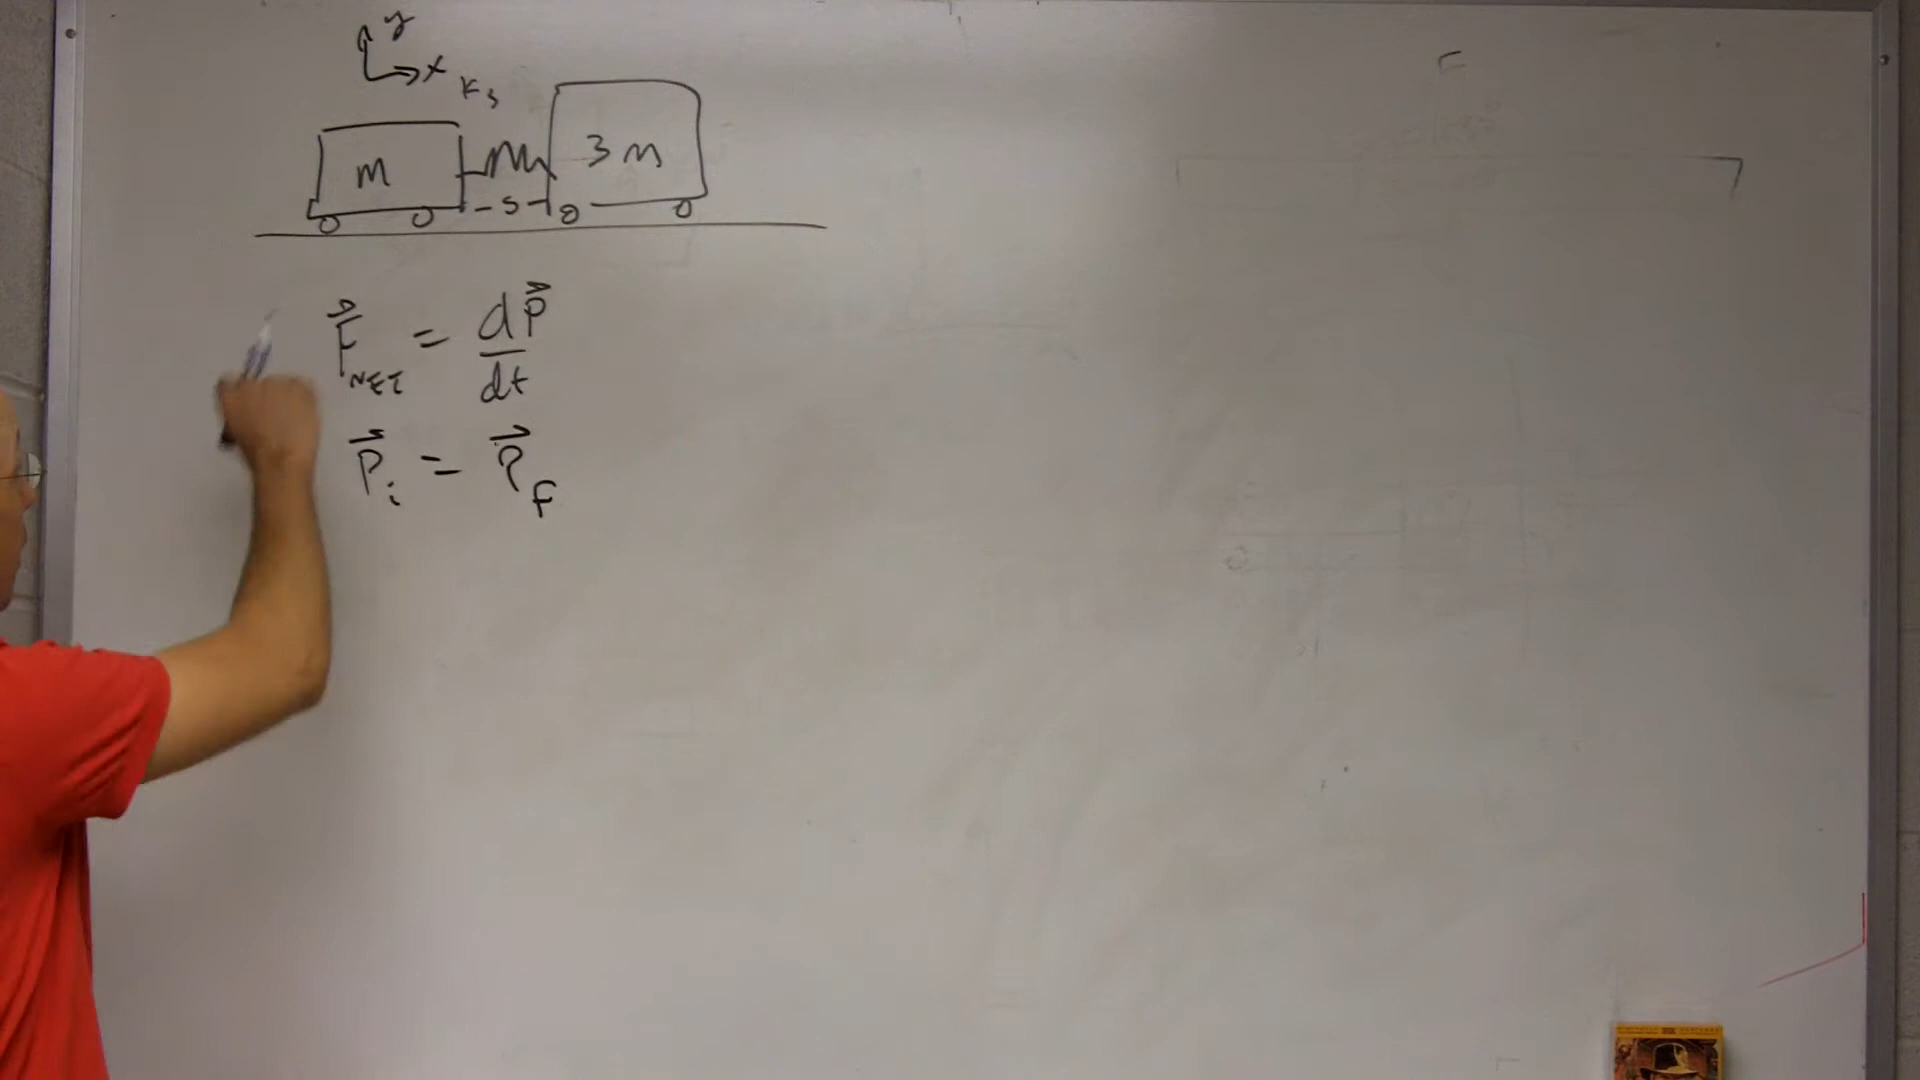 y
x
Ks
m
3m
-s-
F⃗NET = dP⃗/dt
P⃗i = P⃗f